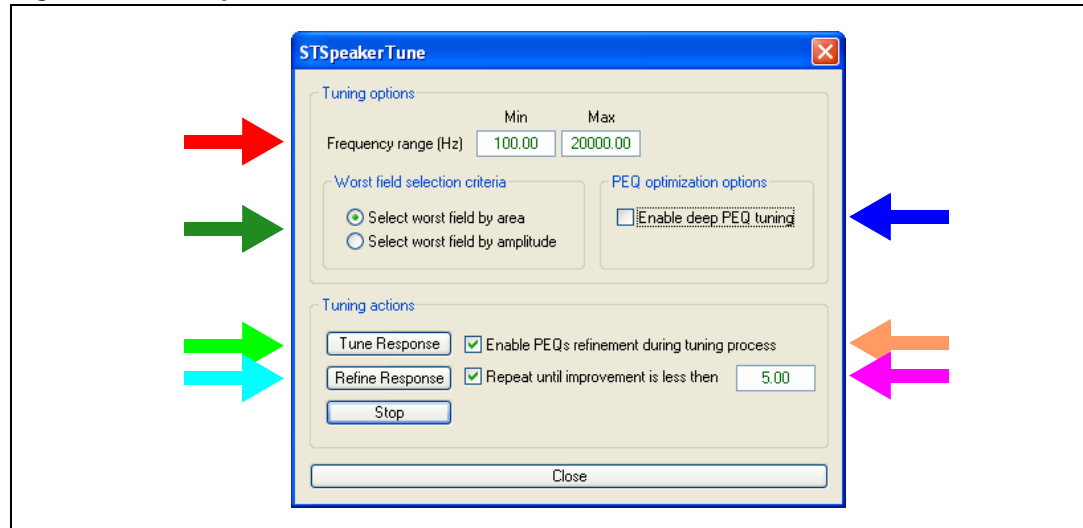 STSpeakerTune
Tuning options
Min Max
Frequency range (Hz) 100.00 20000.00
Worst field selection criteria
Select worst field by area
Select worst field by amplitude
PEQ optimization options
Enable deep PEQ tuning
Tuning actions
Tune Response Enable PEQs refinement during tuning process
Refine Response Repeat until improvement is less then 5.00
Stop
Close